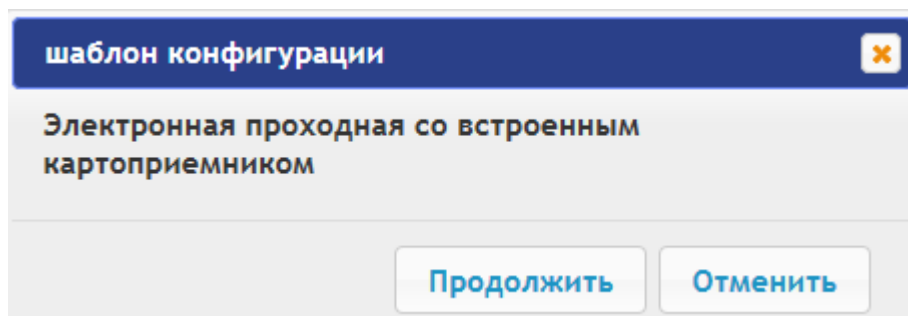 шаблон конфигурации
Электронная проходная со встроенным
картоприемником
Продолжить Отменить